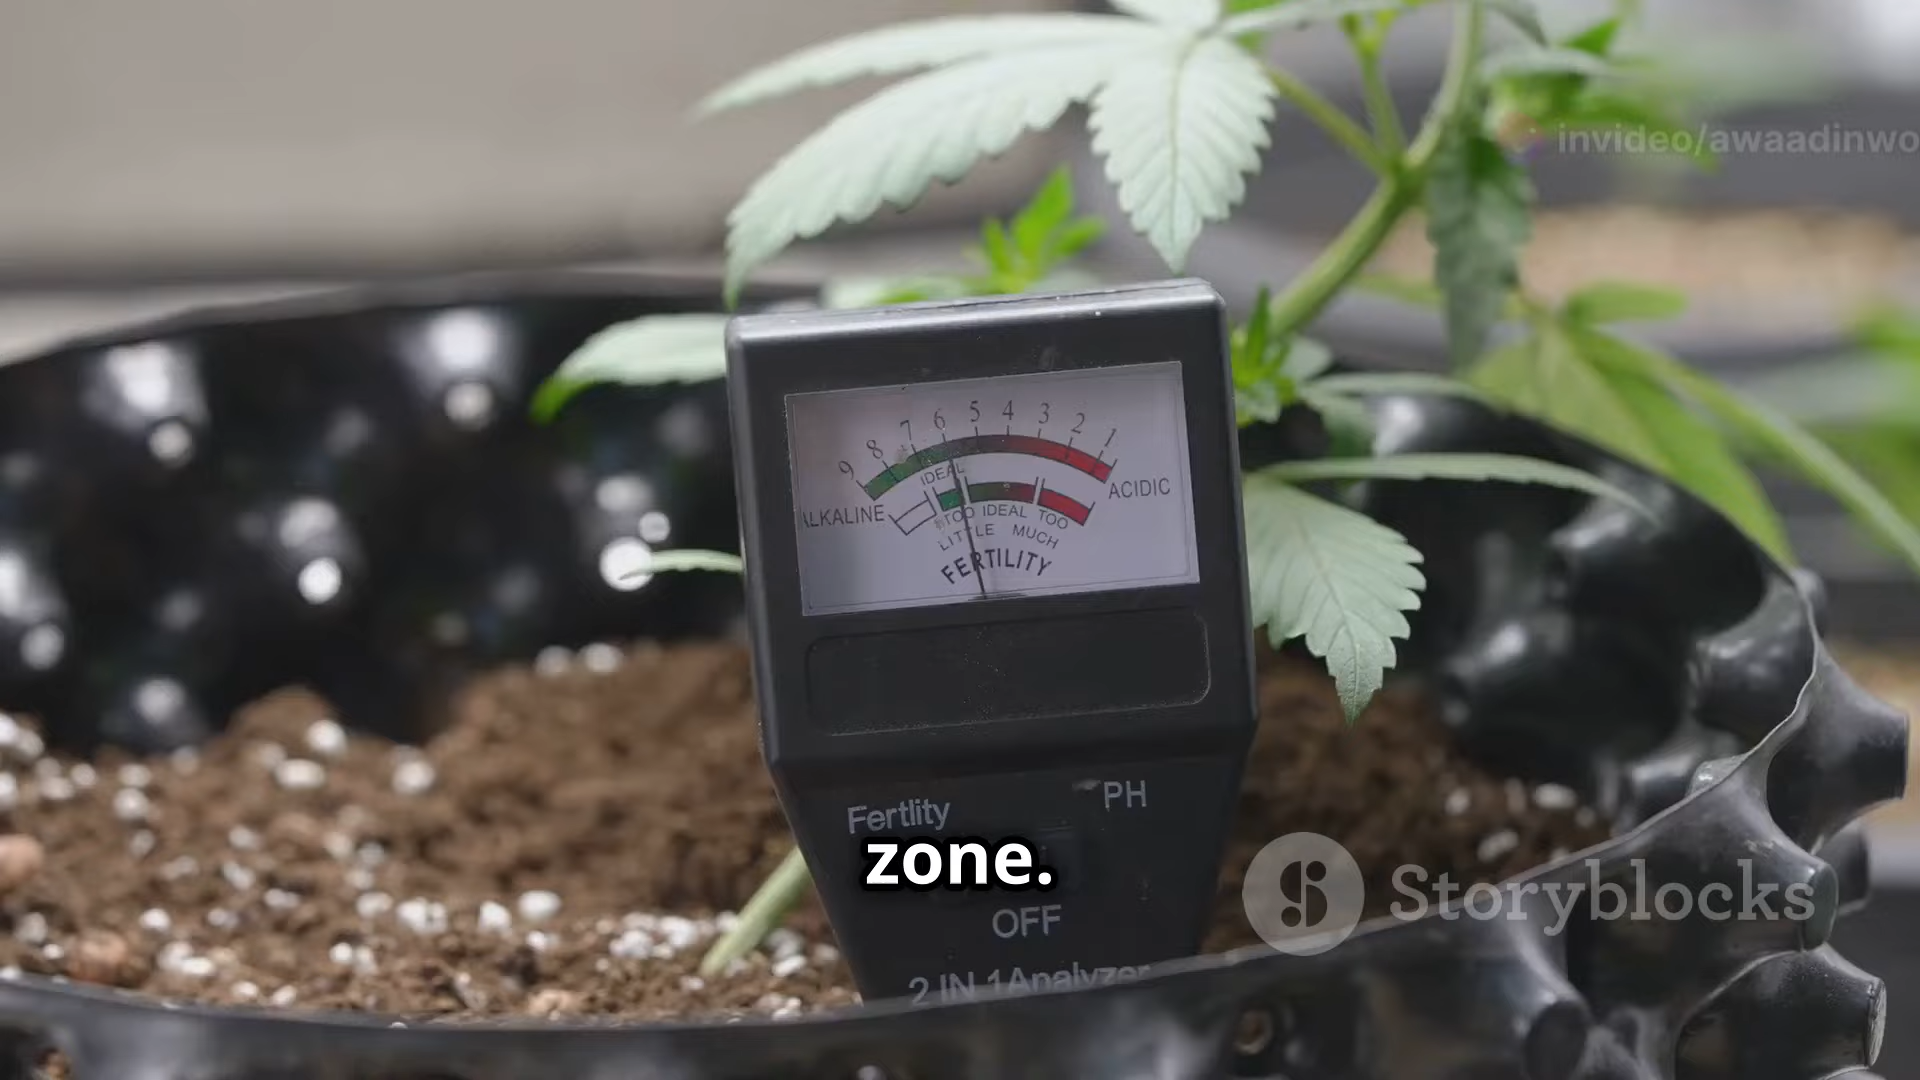 invideo/awaadinwo
9 8 7 6 5 4 3 2 1
IDEAL
ALKALINE
ACIDIC
TOO IDEAL TOO
LITTLE MUCH
FERTILITY
Fertlity
PH
zone.
OFF
Storyblocks
2 IN 1Analyzer